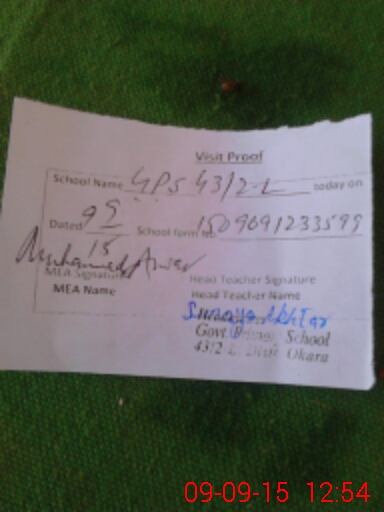 Visit Proof
School Name GPS 43/2-L today on
Dated 9 9 15 School form No 1509691233599
Muhammad Anwar
MEA Signature Head Teacher Signature
MEA Name Head Teacher Name
Govt. School
43/2 L Okara
09-09-15 12:54